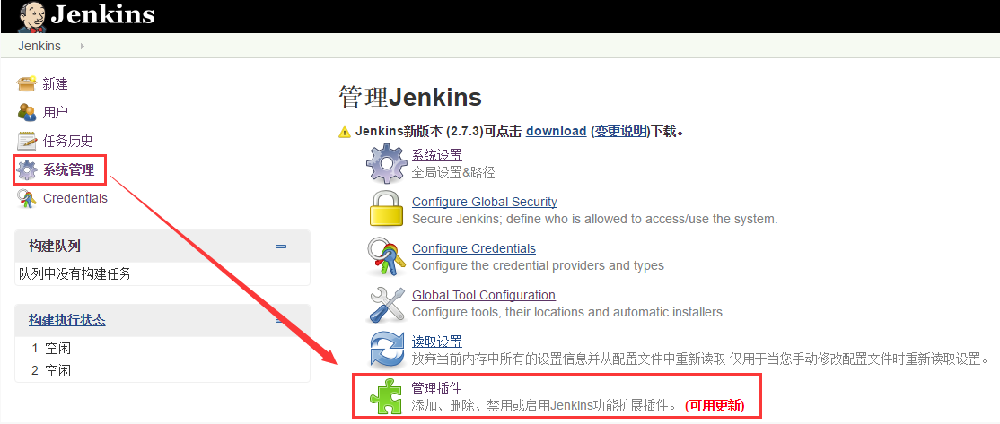 Jenkins
Jenkins
新建
用户
任务历史
系统管理
Credentials
构建队列
队列中没有构建任务
构建执行状态
1 空闲
2 空闲
管理Jenkins
Jenkins新版本 (2.7.3)可点击 download (变更说明)下载。
系统设置
全局设置&路径
Configure Global Security
Secure Jenkins; define who is allowed to access/use the system.
Configure Credentials
Configure the credential providers and types
Global Tool Configuration
Configure tools, their locations and automatic installers.
读取设置
放弃当前内存中所有的设置信息并从配置文件中重新读取 仅用于当您手动修改配置文件时重新读取设置。
管理插件
添加、删除、禁用或启用Jenkins功能扩展插件。 (可用更新)